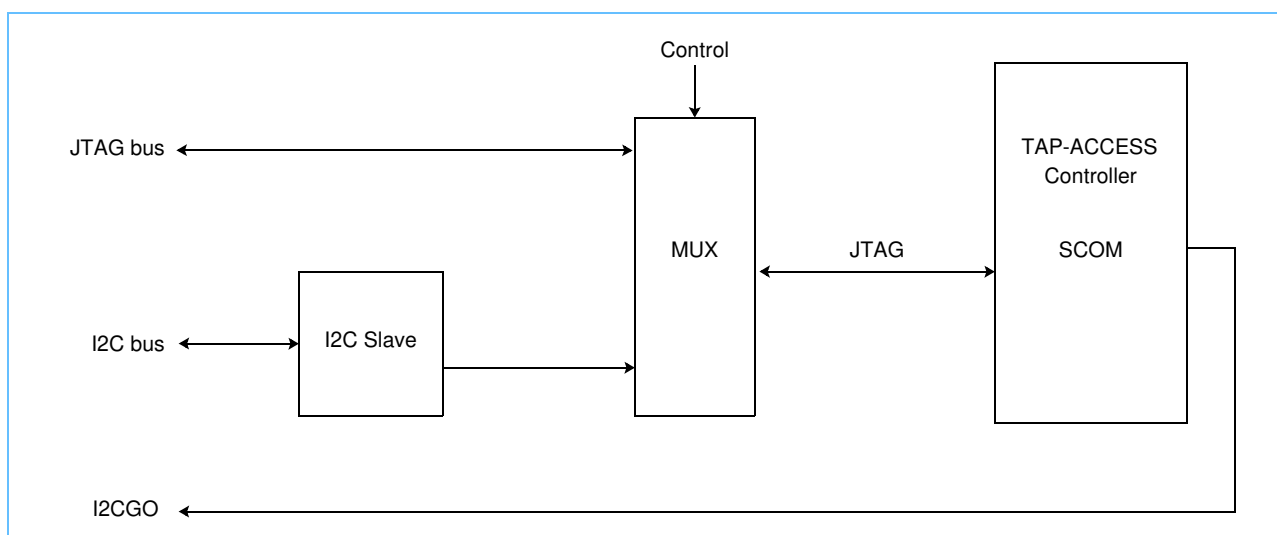 Control
JTAG bus
TAP-ACCESS
Controller
MUX
JTAG
SCOM
I2C bus
I2C Slave
I2CGO